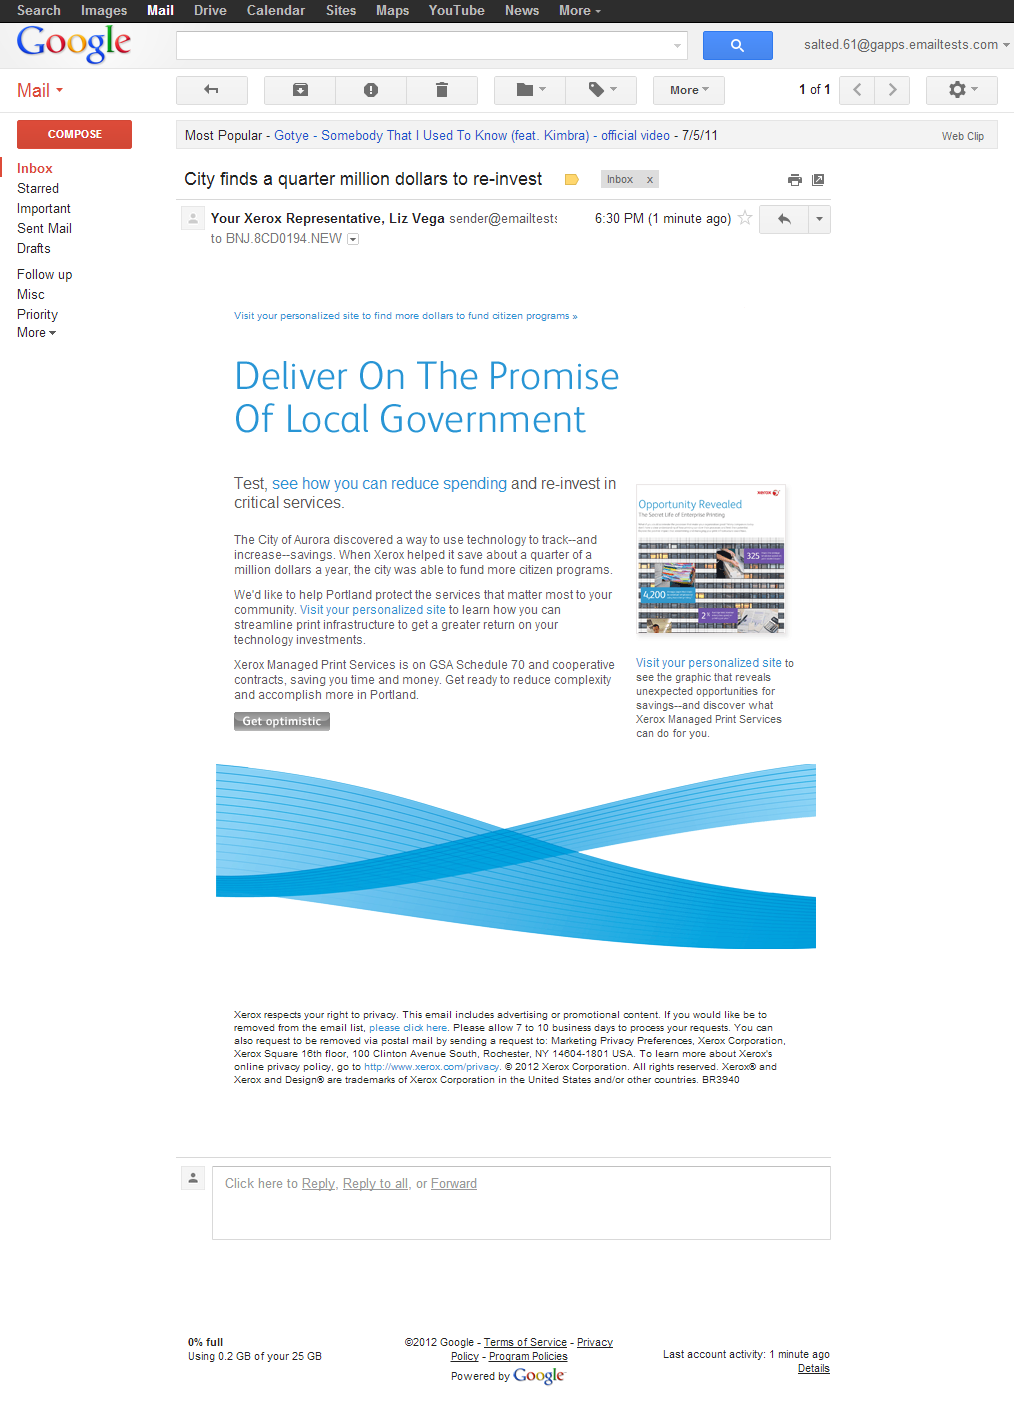 Search Images Mail Drive Calendar Sites Maps YouTube News More
Google
salted.61@gapps.emailtests.com
Mail
More
1 of 1
COMPOSE
Most Popular - Gotye - Somebody That I Used To Know (feat. Kimbra) - official video - 7/5/11
Web Clip
Inbox
Starred
Important
Sent Mail
Drafts
Follow up
Misc
Priority
More
City finds a quarter million dollars to re-invest
Inbox x
Your Xerox Representative, Liz Vega sender@emailtests
6:30 PM (1 minute ago)
to BNJ.8CD0194.NEW
Visit your personalized site to find more dollars to fund citizen programs »
Deliver On The Promise
Of Local Government
Test, see how you can reduce spending and re-invest in
critical services.
The City of Aurora discovered a way to use technology to track--and
increase--savings. When Xerox helped it save about a quarter of a
million dollars a year, the city was able to fund more citizen programs.
We'd like to help Portland protect the services that matter most to your
community. Visit your personalized site to learn how you can
streamline print infrastructure to get a greater return on your
technology investments.
Xerox Managed Print Services is on GSA Schedule 70 and cooperative
contracts, saving you time and money. Get ready to reduce complexity
and accomplish more in Portland.
Get optimistic
xerox
Opportunity Revealed
The Secret Life of Enterprise Printing
325
4,200
2%
Visit your personalized site to
see the graphic that reveals
unexpected opportunities for
savings--and discover what
Xerox Managed Print Services
can do for you.
Xerox respects your right to privacy. This email includes advertising or promotional content. If you would like be to
removed from the email list, please click here. Please allow 7 to 10 business days to process your requests. You can
also request to be removed via postal mail by sending a request to: Marketing Privacy Preferences, Xerox Corporation,
Xerox Square 16th floor, 100 Clinton Avenue South, Rochester, NY 14604-1801 USA. To learn more about Xerox's
online privacy policy, go to http://www.xerox.com/privacy. © 2012 Xerox Corporation. All rights reserved. Xerox® and
Xerox and Design® are trademarks of Xerox Corporation in the United States and/or other countries. BR3940
Click here to Reply, Reply to all, or Forward
0% full
Using 0.2 GB of your 25 GB
©2012 Google - Terms of Service - Privacy
Policy - Program Policies
Powered by Google
Last account activity: 1 minute ago
Details